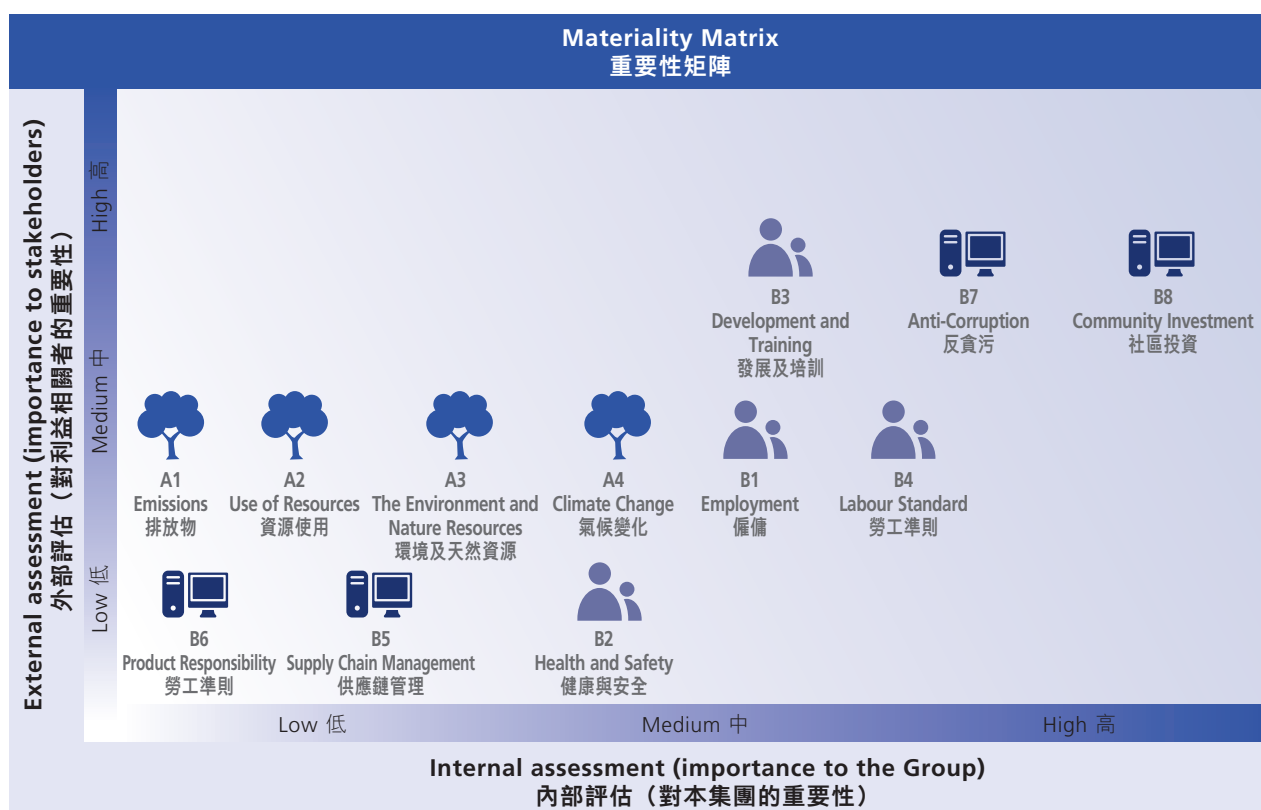 Materiality Matrix
重要性矩陣
External assessment (importance to stakeholders)
外部評估（對利益相關者的重要性）
High 高
Medium 中
Low 低
B3
Development and
Training
發展及培訓
B7
Anti-Corruption
反貪污
B8
Community Investment
社區投資
A1
Emissions
排放物
A2
Use of Resources
資源使用
A3
The Environment and
Nature Resources
環境及天然資源
A4
Climate Change
氣候變化
B1
Employment
僱傭
B4
Labour Standard
勞工準則
B6
Product Responsibility
勞工準則
B5
Supply Chain Management
供應鏈管理
B2
Health and Safety
健康與安全
Low 低
Medium 中
High 高
Internal assessment (importance to the Group)
內部評估（對本集團的重要性）